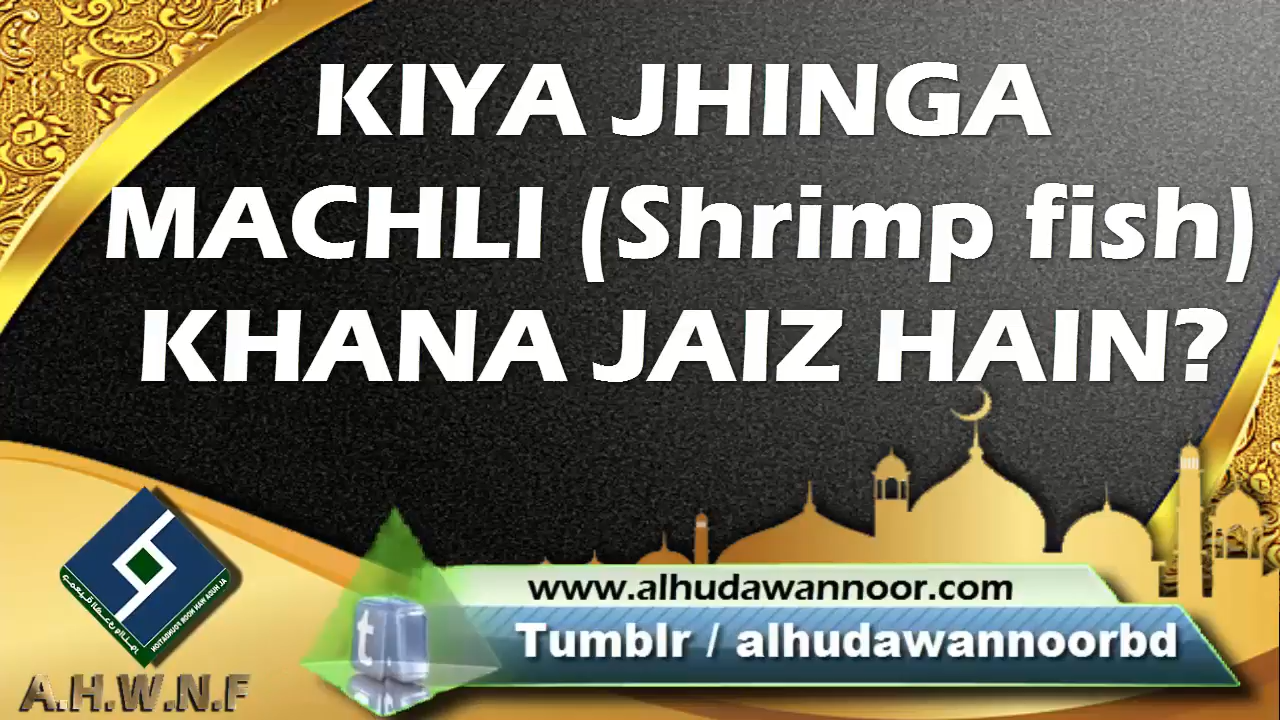 KIYA JHINGA
MACHLI (Shrimp fish)
KHANA JAIZ HAIN?
www.alhudawannoor.com
Tumblr / alhudawannoorbd
t
A.H.W.N.F